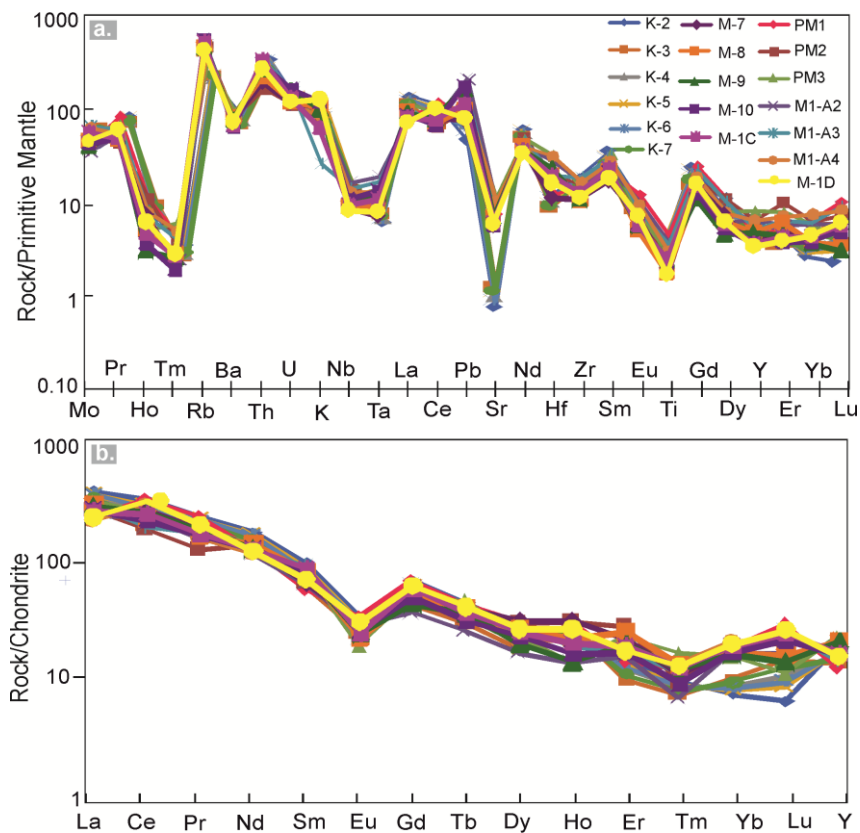 a.
1000
100
10
1
0.10
Rock/Primitive Mantle
K-2 M-7 PM1
K-3 M-8 PM2
K-4 M-9 PM3
K-5 M-10 M1-A2
K-6 M-1C M1-A3
K-7 M1-A4
M-1D
Pr Tm Ba U Nb La Pb Nd Zr Eu Gd Y Yb
Mo Ho Rb Th K Ta Ce Sr Hf Sm Ti Dy Er Lu
b.
1000
100
10
1
Rock/Chondrite
La Ce Pr Nd Sm Eu Gd Tb Dy Ho Er Tm Yb Lu Y